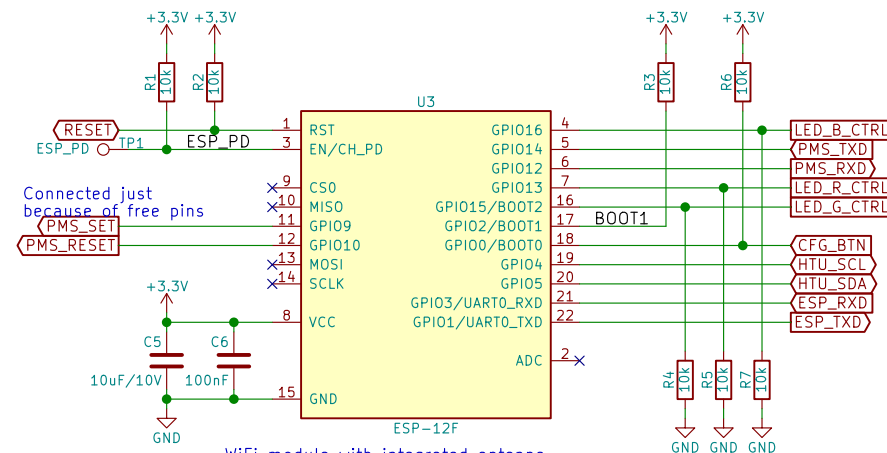 +3.3V
+3.3V
+3.3V
+3.3V
R1
10k
R2
10k
R3
10k
R6
10k
U3
RESET
1
RST
GPIO16
4
LED_B_CTRL
ESP_PD
TP1
ESP_PD
3
EN/CH_PD
GPIO14
5
PMS_TXD
GPIO12
6
PMS_RXD
9
CS0
GPIO13
7
LED_R_CTRL
Connected just
because of free pins
10
MISO
GPIO15/BOOT2
16
LED_G_CTRL
PMS_SET
11
GPIO9
GPIO2/BOOT1
17
BOOT1
PMS_RESET
12
GPIO10
GPIO0/BOOT0
18
CFG_BTN
13
MOSI
GPIO4
19
HTU_SCL
14
SCLK
GPIO5
20
HTU_SDA
+3.3V
GPIO3/UART0_RXD
21
ESP_RXD
8
VCC
GPIO1/UART0_TXD
22
ESP_TXD
C5
10uF/10V
C6
100nF
ADC
2
R4
10k
R5
10k
R7
10k
15
GND
ESP-12F
GND
GND
GND
GND
WiFi module with integrated antenna